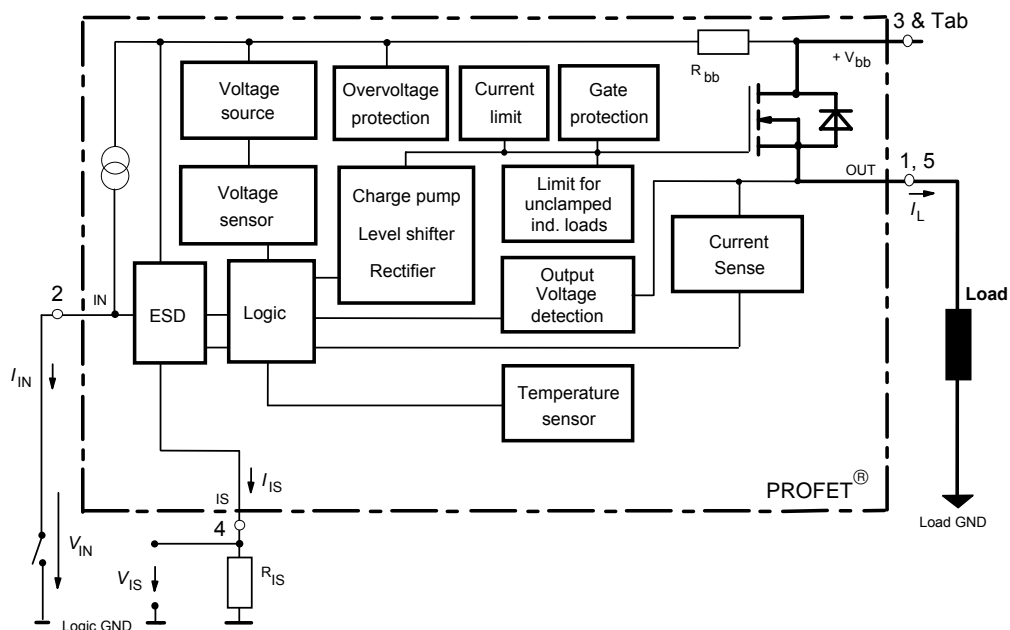 3 & Tab
R bb
+ V bb
Voltage
source
Overvoltage
protection
Current
limit
Gate
protection
Voltage
sensor
Charge pump
Level shifter
Rectifier
Limit for
unclamped
ind. loads
OUT
1, 5
I L
Current
Sense
2
IN
ESD
Logic
Output
Voltage
detection
Load
I IN
Temperature
sensor
I IS
IS
PROFET®
4
Load GND
V IN
V IS
R IS
Logic GND